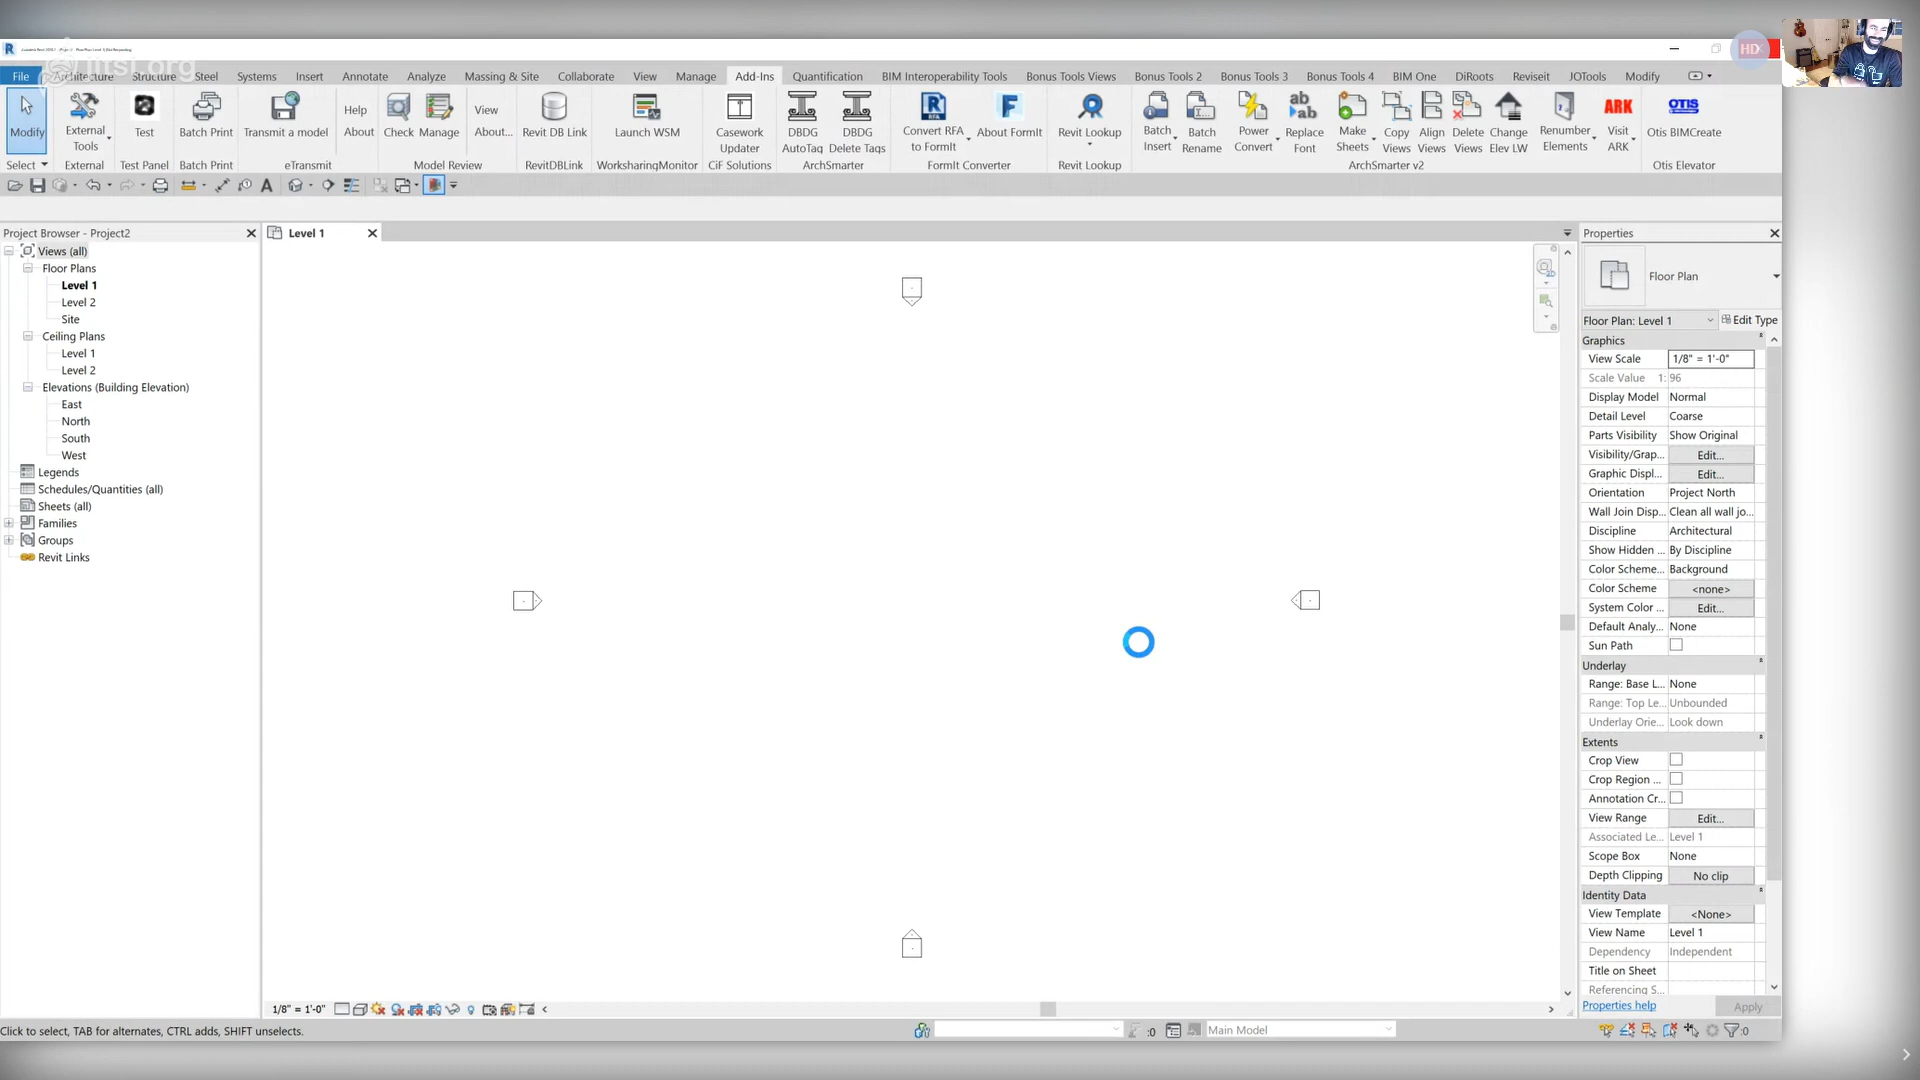 jitsi.org
HD
File Architecture Structure Steel Systems Insert Annotate Analyze Massing & Site Collaborate View Manage Add-Ins Quantification BIM Interoperability Tools Bonus Tools Views Bonus Tools 2 Bonus Tools 3 Bonus Tools 4 BIM One DiRoots Reviseit JOTools Modify
Modify
External Tools
Test
Batch Print
Transmit a model
Help
About
Check
Manage
View
About...
Revit DB Link
Launch WSM
Casework Updater
DBDG AutoTag
DBDG Delete Tags
Convert RFA to FormIt
About FormIt
Revit Lookup
Batch Insert
Batch Rename
Power Convert
Replace Font
Make Sheets
Copy Views
Align Views
Delete Views
Change Elev LW
Renumber Elements
ARK
Visit ARK
OTIS
Otis BIMCreate
Select External Test Panel Batch Print eTransmit Model Review RevitDBLink WorksharingMonitor CiF Solutions ArchSmarter FormIt Converter Revit Lookup ArchSmarter v2 Otis Elevator
Project Browser - Project2
Views (all)
Floor Plans
Level 1
Level 2
Site
Ceiling Plans
Level 1
Level 2
Elevations (Building Elevation)
East
North
South
West
Legends
Schedules/Quantities (all)
Sheets (all)
Families
Groups
Revit Links
Level 1
Properties
Floor Plan
Floor Plan: Level 1 Edit Type
Graphics
View Scale 1/8" = 1'-0"
Scale Value 1: 96
Display Model Normal
Detail Level Coarse
Parts Visibility Show Original
Visibility/Grap... Edit...
Graphic Displ... Edit...
Orientation Project North
Wall Join Disp... Clean all wall jo...
Discipline Architectural
Show Hidden ... By Discipline
Color Scheme... Background
Color Scheme <none>
System Color ... Edit...
Default Analy... None
Sun Path
Underlay
Range: Base L... None
Range: Top Le... Unbounded
Underlay Orie... Look down
Extents
Crop View
Crop Region ...
Annotation Cr...
View Range Edit...
Associated Le... Level 1
Scope Box None
Depth Clipping No clip
Identity Data
View Template <None>
View Name Level 1
Dependency Independent
Title on Sheet
Referencing S...
Properties help Apply
1/8" = 1'-0"
Click to select, TAB for alternates, CTRL adds, SHIFT unselects.
:0
Main Model
:0